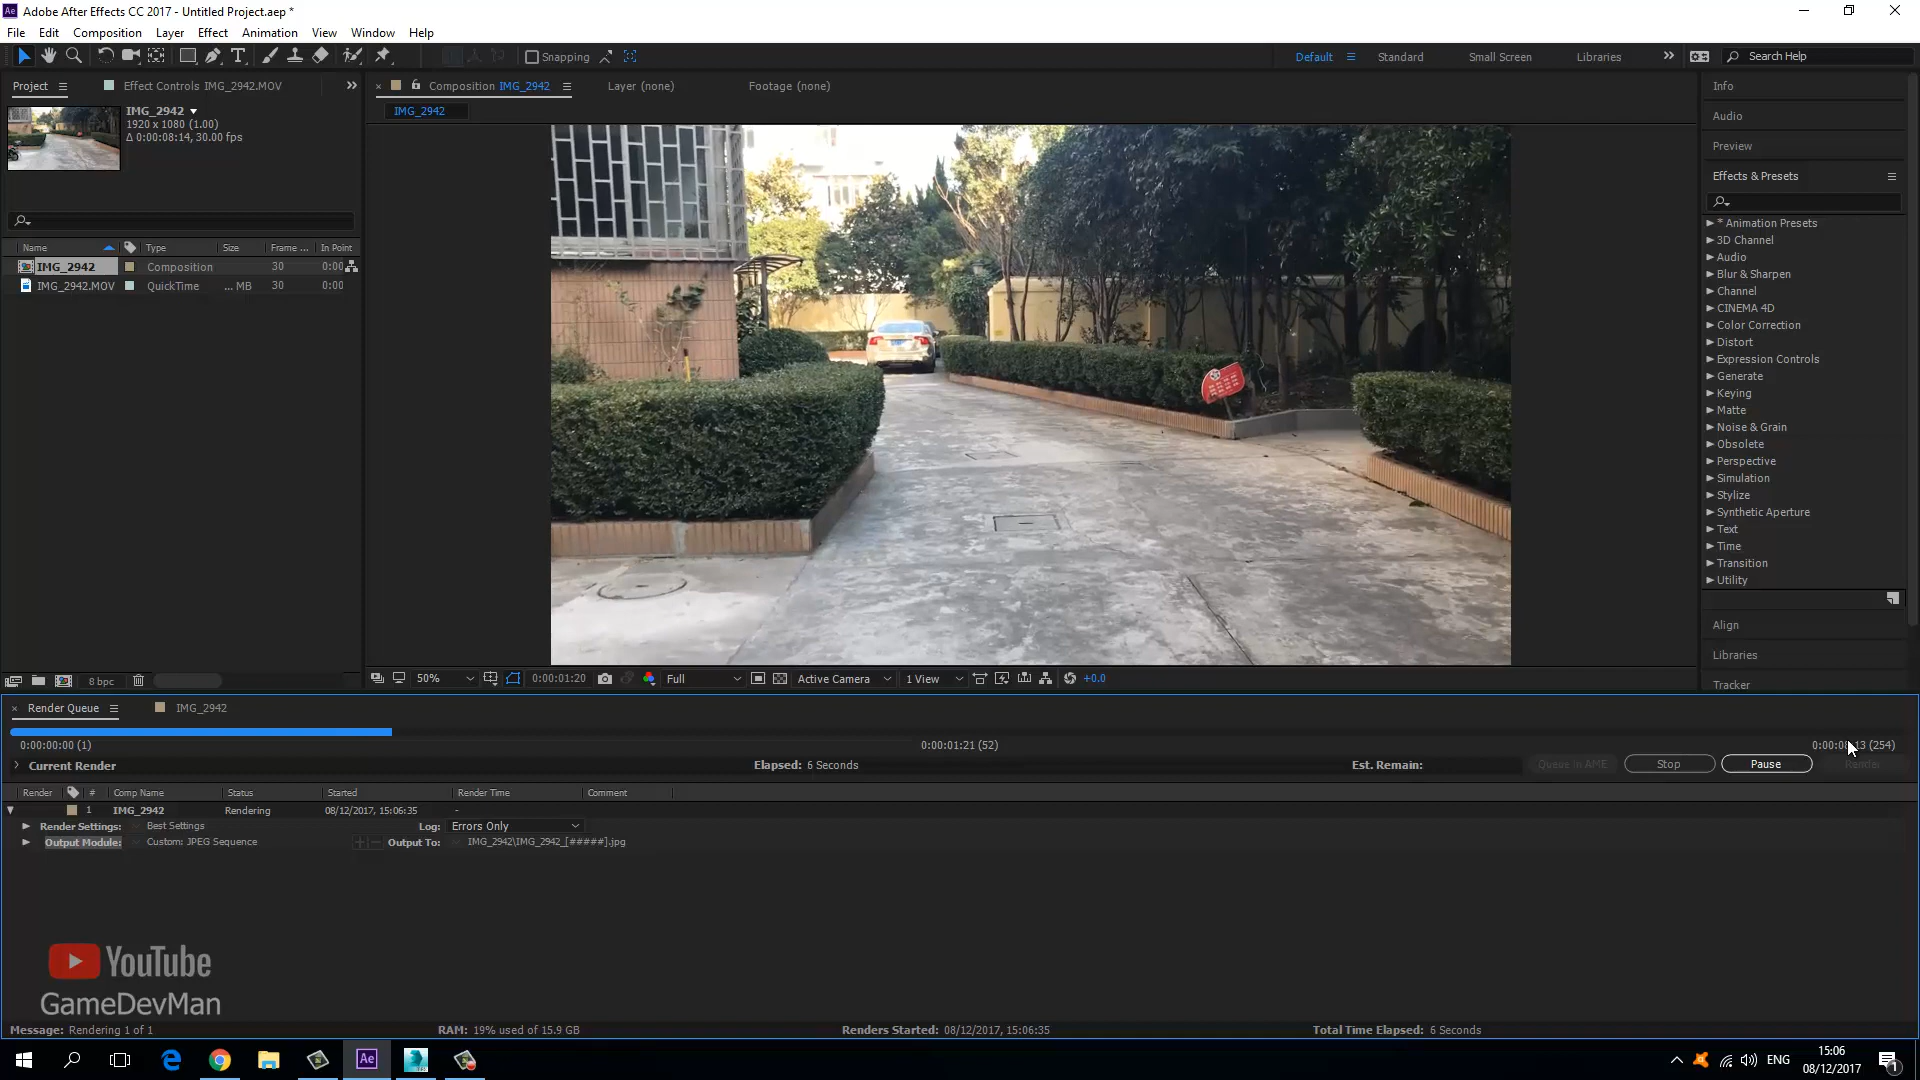 Adobe After Effects CC 2017 - Untitled Project.aep *
File Edit Composition Layer Effect Animation View Window Help
Snapping
Default Standard Small Screen Libraries Search Help
Project Effect Controls IMG_2942.MOV
Composition IMG_2942 Layer (none) Footage (none)
IMG_2942
IMG_2942
1920 x 1080 (1.00)
Δ 0:00:08:14, 30.00 fps
Name Type Size Frame ... In Point
IMG_2942 Composition 30 0:00
IMG_2942.MOV QuickTime ... MB 30 0:00
8 bpc
50% 0:00:01:20 Full Active Camera 1 View +0.0
Info
Audio
Preview
Effects & Presets
* Animation Presets
3D Channel
Audio
Blur & Sharpen
Channel
CINEMA 4D
Color Correction
Distort
Expression Controls
Generate
Keying
Matte
Noise & Grain
Obsolete
Perspective
Simulation
Stylize
Synthetic Aperture
Text
Time
Transition
Utility
Align
Libraries
Tracker
Render Queue IMG_2942
0:00:00:00 (1) 0:00:01:21 (52) 0:00:08:13 (254)
Current Render Elapsed: 6 Seconds Est. Remain: Queue in AME Stop Pause Render
Render # Comp Name Status Started Render Time Comment
1 IMG_2942 Rendering 08/12/2017, 15:06:35 -
Render Settings: Best Settings Log: Errors Only
Output Module: Custom: JPEG Sequence Output To: IMG_2942\IMG_2942_[#####].jpg
YouTube
GameDevMan
Message: Rendering 1 of 1 RAM: 19% used of 15.9 GB Renders Started: 08/12/2017, 15:06:35 Total Time Elapsed: 6 Seconds
Ae
ENG
15:06
08/12/2017
1